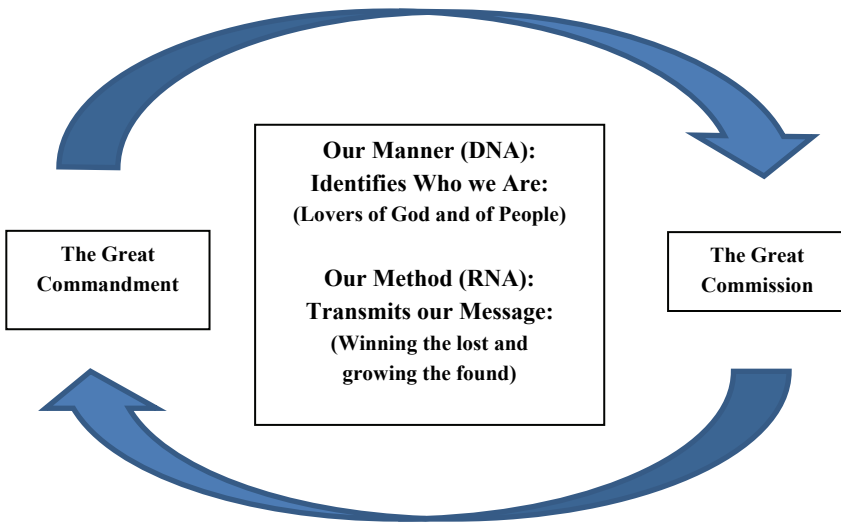 Our Manner (DNA):
Identifies Who we Are:
(Lovers of God and of People)
Our Method (RNA):
Transmits our Message:
(Winning the lost and
growing the found)
The Great
Commandment
The Great
Commission